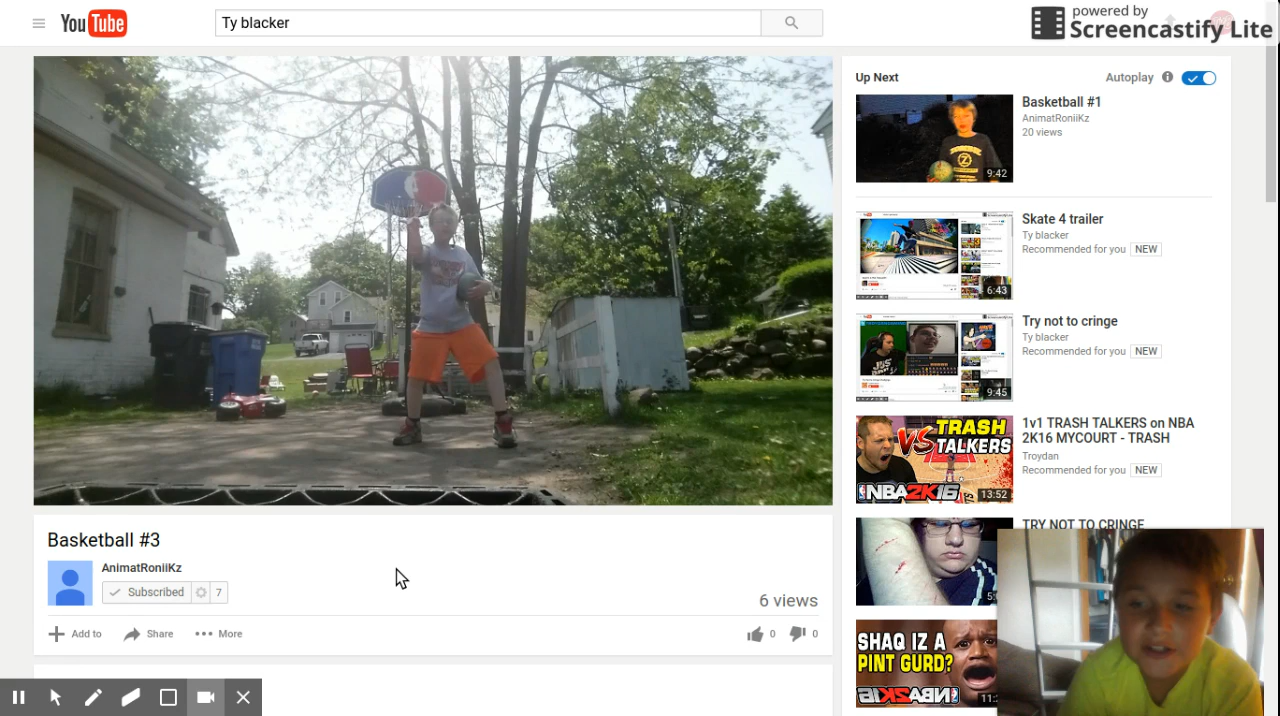 YouTube
Ty blacker
powered by
Screencastify Lite
Up Next
Autoplay
Basketball #1
AnimatRoniiKz
20 views
9:42
Skate 4 trailer
Ty blacker
Recommended for you NEW
6:43
Try not to cringe
Ty blacker
Recommended for you NEW
9:45
TRASH
VS TALKERS
NBA2K16
13:52
1v1 TRASH TALKERS on NBA
2K16 MYCOURT - TRASH
Troydan
Recommended for you NEW
TRY NOT TO CRINGE
SHAQ IZ A
PINT GURD?
11:
Basketball #3
AnimatRoniiKz
Subscribed 7
6 views
Add to
Share
More
0
0